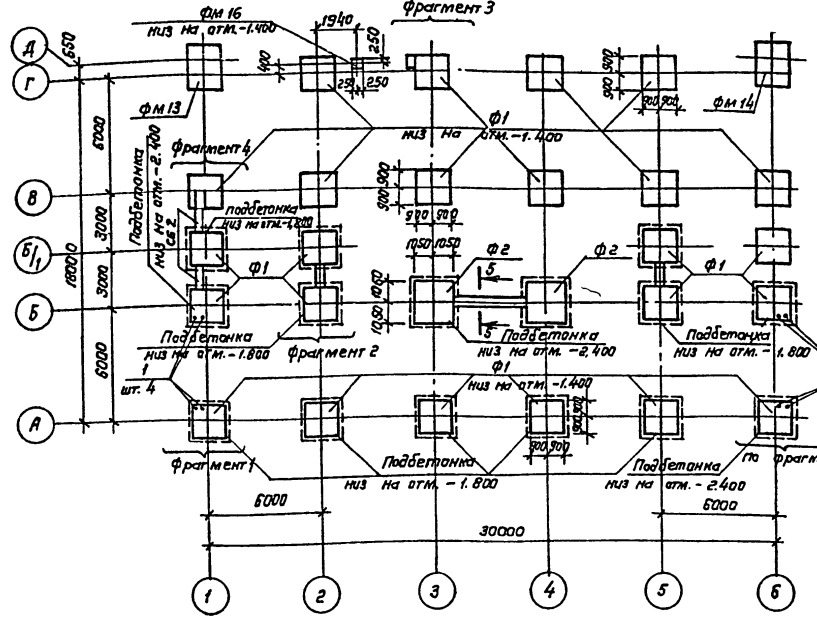 фрагмент 3
ФМ 16
низ на отм. -1.400
1940
250
Д
650
400
250
250
900
900
Г
ФМ 13
900
900
ФМ 14
Ф1
низ на отм. -1.400
6000
фрагмент 4
Подбетонка
низ на отм. -2.400
СБ 2
В
900
900
900
900
подбетонка
низ на отм. -1.800
3000
Б/1
1050
1050
Ф2
Ф2
18000
Ф1
5
Ф1
1050
3000
Б
1050
5
Подбетонка
низ на отм. -1.800
фрагмент 2
Подбетонка
низ на отм. -2,400
Подбетонка
низ на отм. -1.800
1
шт. 4
6000
Ф1
низ на отм. -1.400
900
900
А
900
900
фрагмент 1
Подбетонка
низ на отм. -1.800
Подбетонка
низ на отм. -2.400
по фрагм
6000
6000
30000
1
2
3
4
5
6